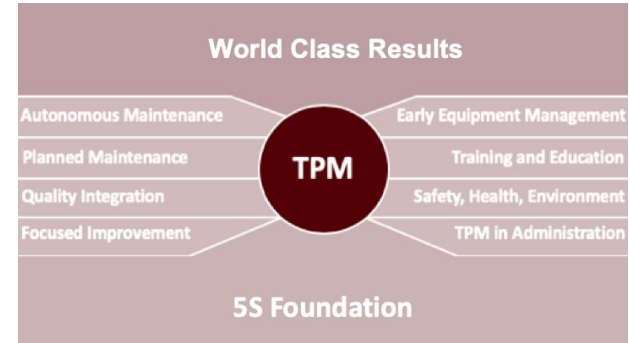 World Class Results
Autonomous Maintenance
Planned Maintenance
Quality Integration
Focused Improvement
TPM
Early Equipment Management
Training and Education
Safety, Health, Environment
TPM in Administration
5S Foundation